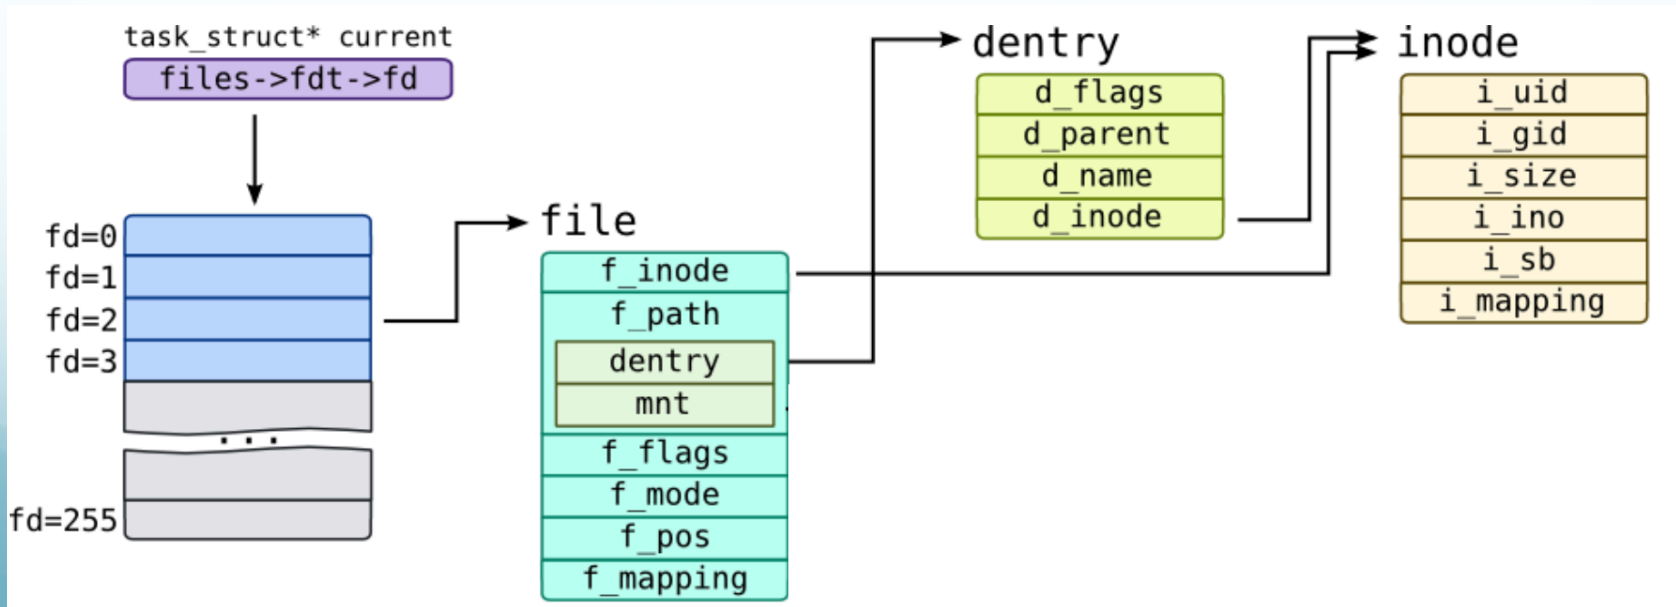 task_struct* current
files->fdt->fd
fd=0
fd=1
fd=2
fd=3
...
fd=255
file
f_inode
f_path
dentry
mnt
f_flags
f_mode
f_pos
f_mapping
dentry
d_flags
d_parent
d_name
d_inode
inode
i_uid
i_gid
i_size
i_ino
i_sb
i_mapping